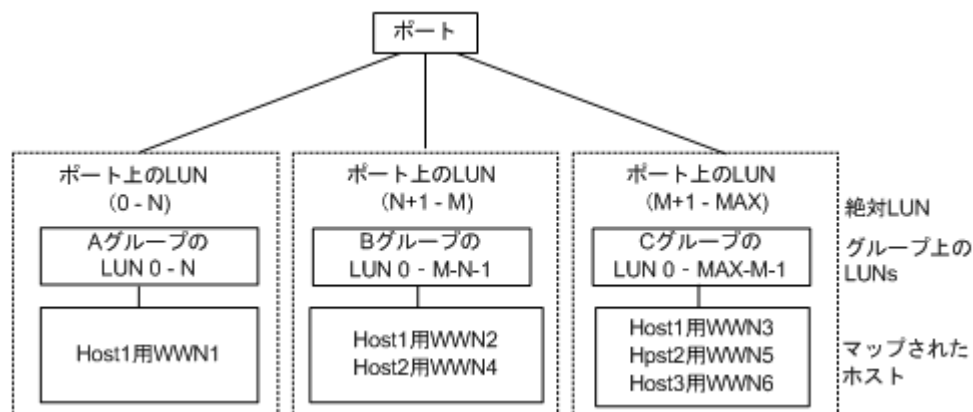 ポート
ポート上のLUN
（0 - N）
ポート上のLUN
（N+1 - M）
ポート上のLUN
（M+1 - MAX）
絶対LUN
Aグループの
LUN 0 - N
Bグループの
LUN 0 - M-N-1
Cグループの
LUN 0 - MAX-M-1
グループ上の
LUNs
Host1用WWN1
Host1用WWN2
Host2用WWN4
Host1用WWN3
Hpst2用WWN5
Host3用WWN6
マップされた
ホスト